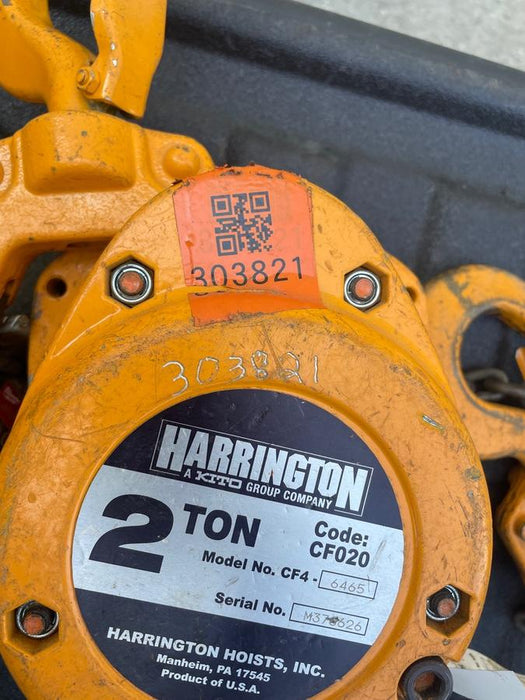 303821
303821
HARRINGTON
A KITO GROUP COMPANY
2 TON
Code:
CF020
Model No. CF4 - 6465
Serial No.
HARRINGTON HOISTS, INC.
Manheim, PA 17545
Product of U.S.A.